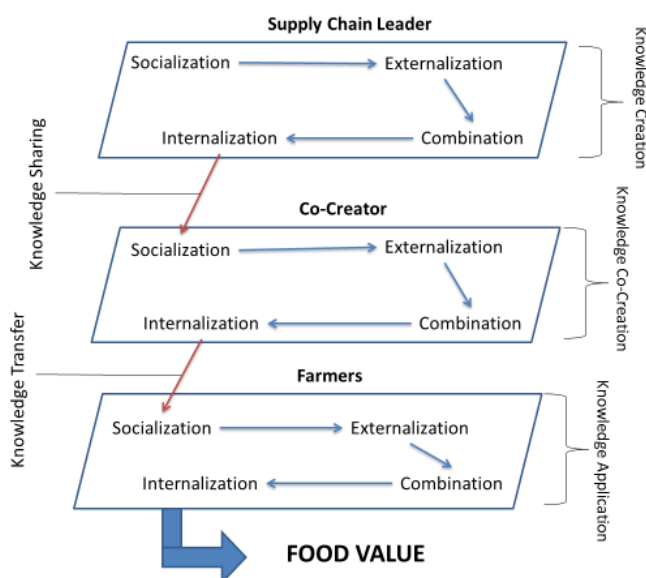 Supply Chain Leader
Socialization
Externalization
Internalization
Combination
Knowledge Creation
Knowledge Sharing
Co-Creator
Socialization
Externalization
Internalization
Combination
Knowledge Co-Creation
Knowledge Transfer
Farmers
Socialization
Externalization
Internalization
Combination
Knowledge Application
FOOD VALUE